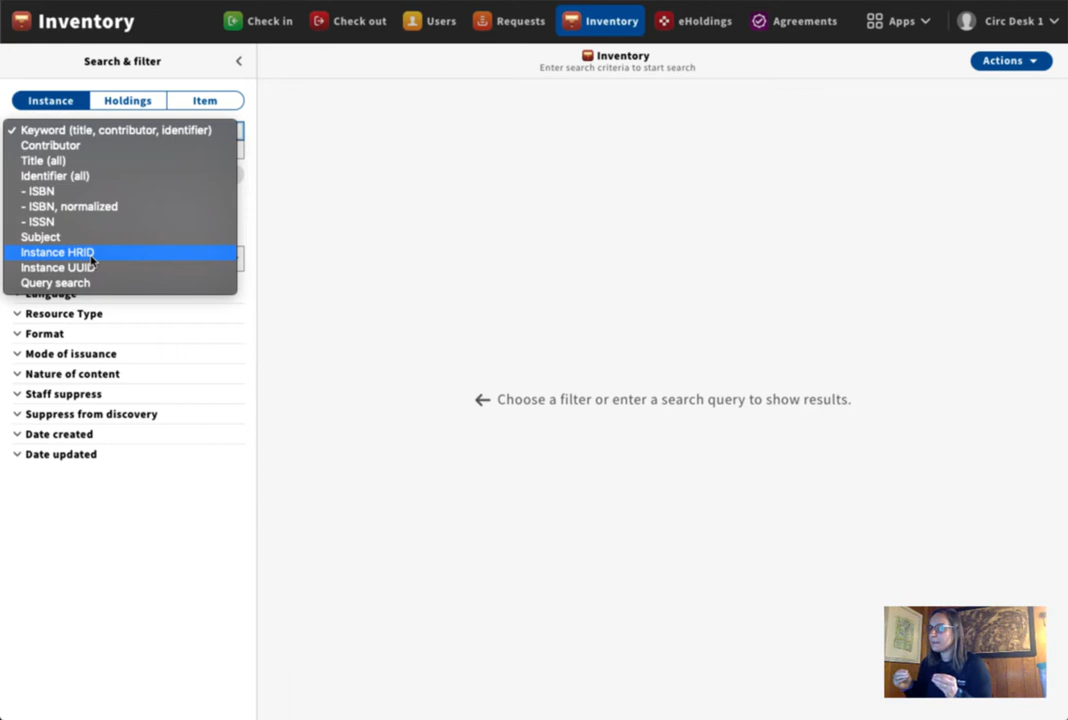 Inventory
Check in
Check out
Users
Requests
Inventory
eHoldings
Agreements
Apps
Circ Desk 1
Search & filter
Inventory
Enter search criteria to start search
Actions
Instance
Holdings
Item
✓ Keyword (title, contributor, identifier)
Contributor
Title (all)
Identifier (all)
- ISBN
- ISBN, normalized
- ISSN
Subject
Instance HRID
Instance UUID
Query search
Language
Resource Type
Format
Mode of issuance
Nature of content
Staff suppress
Suppress from discovery
Date created
Date updated
← Choose a filter or enter a search query to show results.